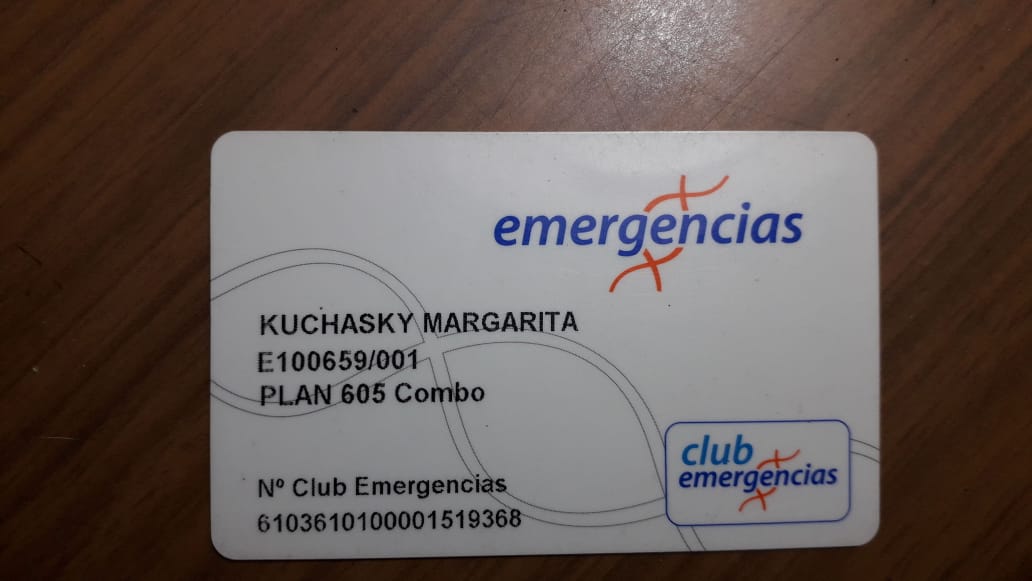 emergencias
KUCHASKY MARGARITA
E100659/001
PLAN 605 Combo
Nº Club Emergencias
6103610100001519368
club
emergencias